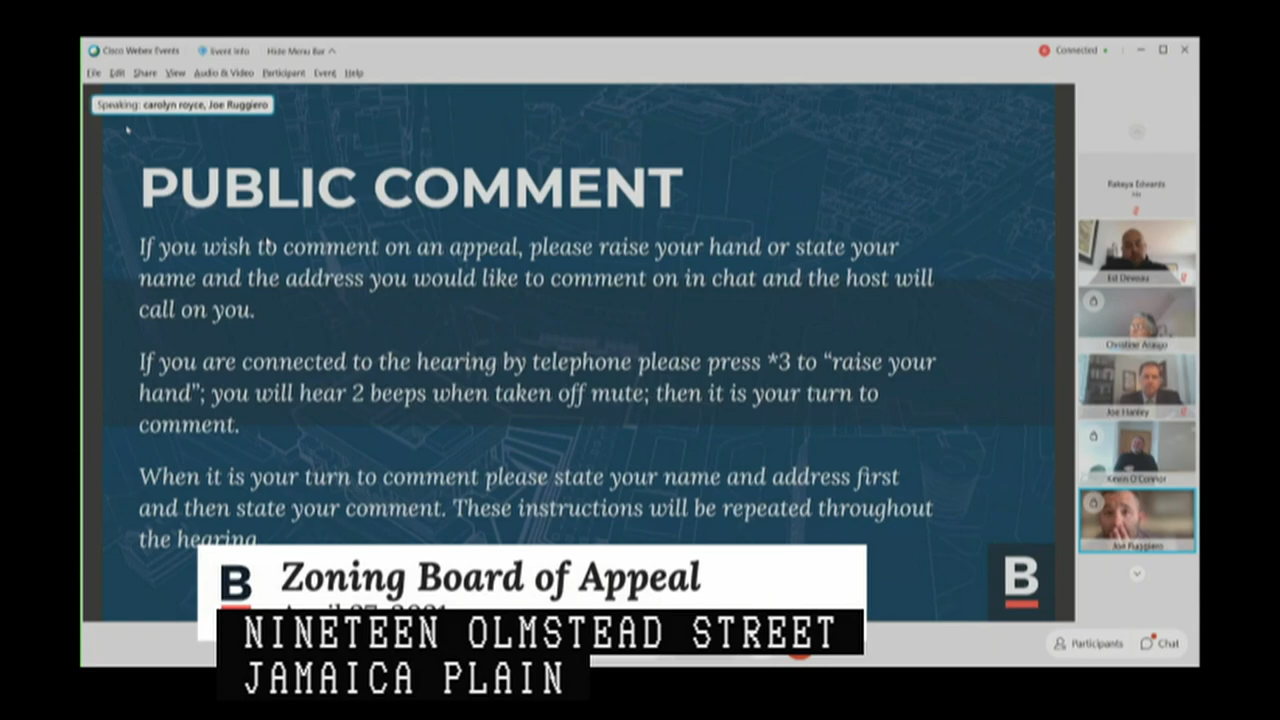 Cisco Webex Events Event Info Hide Menu Bar
Connected
File Edit Share View Audio & Video Participant Event Help
Speaking: carolyn royce, Joe Ruggiero
PUBLIC COMMENT
If you wish to comment on an appeal, please raise your hand or state your
name and the address you would like to comment on in chat and the host will
call on you.
If you are connected to the hearing by telephone please press *3 to “raise your
hand”; you will hear 2 beeps when taken off mute; then it is your turn to
comment.
When it is your turn to comment please state your name and address first
and then state your comment. These instructions will be repeated throughout
the hearing
Rakeya Edwards
Me
Ed Deveau
Christine Araujo
Joe Hanley
Kevin O'Connor
Joe Ruggiero
B
B
Zoning Board of Appeal
April 27, 2021
NINETEEN OLMSTEAD STREET
JAMAICA PLAIN
Participants Chat